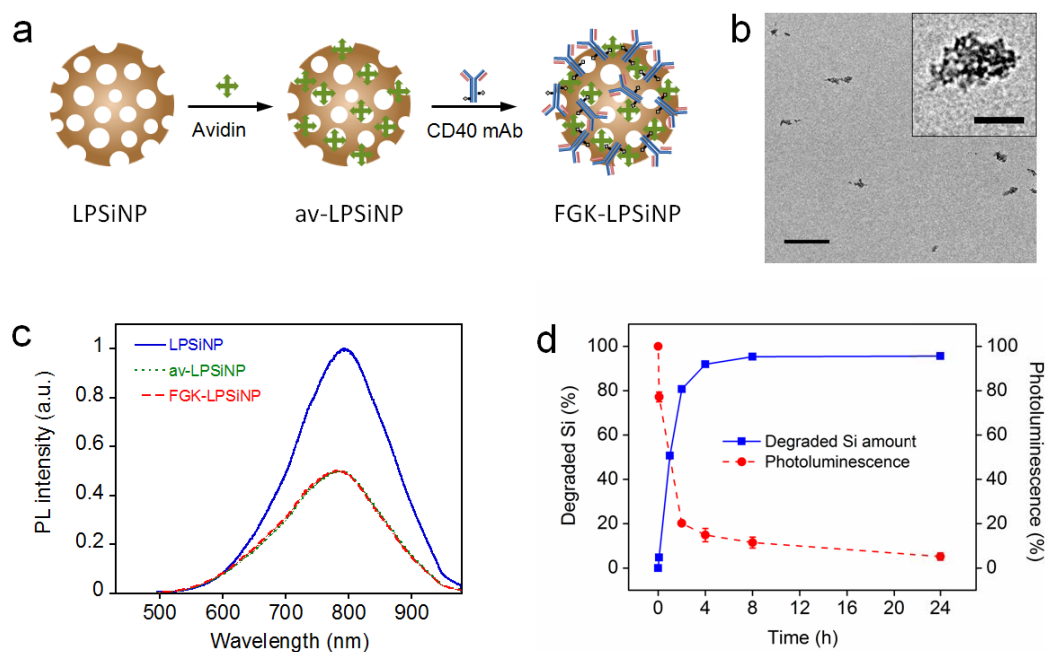 a
Avidin
CD40 mAb
LPSiNP
av-LPSiNP
FGK-LPSiNP
b
c
LPSiNP
av-LPSiNP
FGK-LPSiNP
PL intensity (a.u.)
1
0.8
0.6
0.4
0.2
0
500 600 700 800 900
Wavelength (nm)
d
Degraded Si (%)
100
80
60
40
20
0
Degraded Si amount
Photoluminescence
100
80
60
40
20
0
Photoluminescence
(%)
0 4 8 12 16 20 24
Time (h)